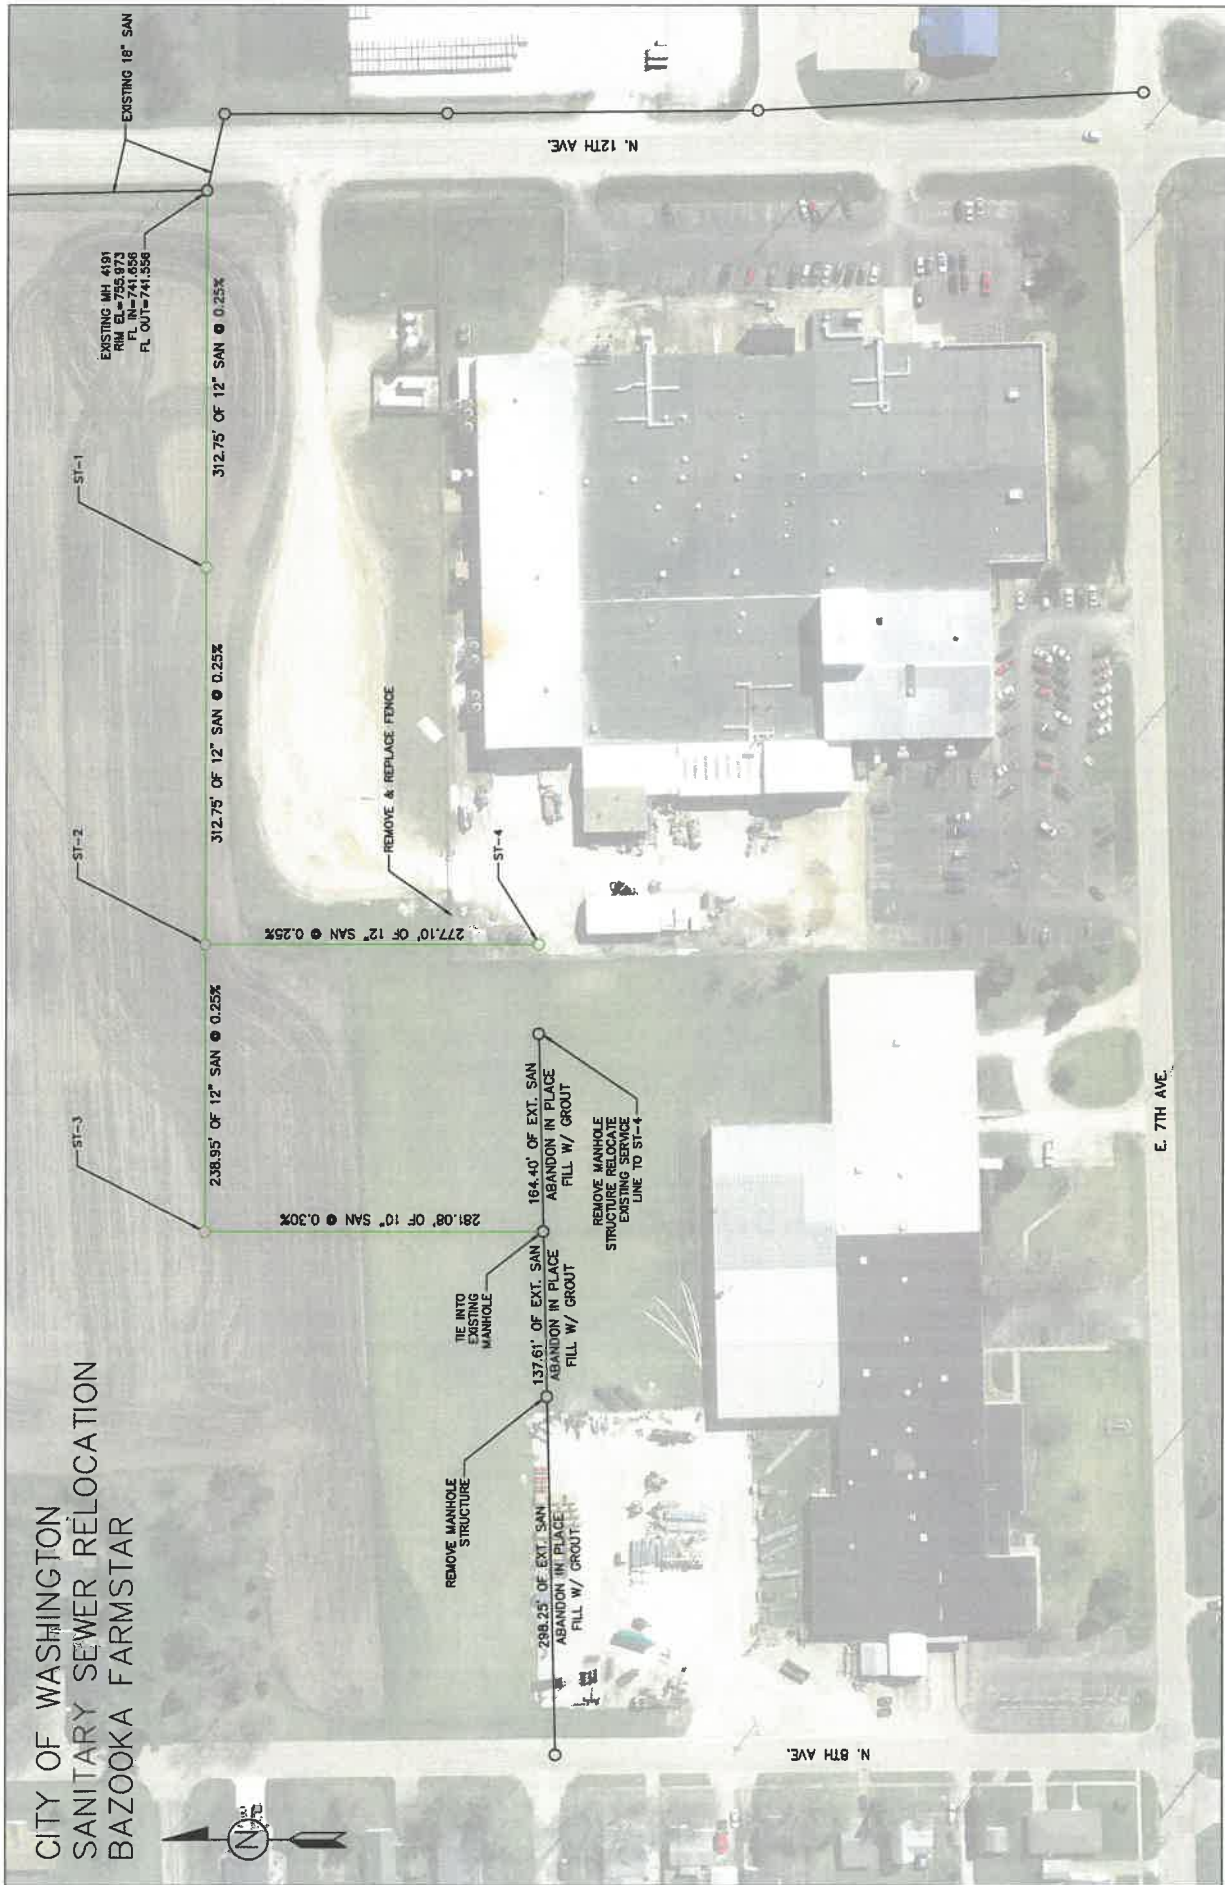 CITY OF WASHINGTON
SANITARY SEWER RELOCATION
BAZOOKA FARMSTAR
N
ST-3
ST-2
ST-1
EXISTING 18" SAN
EXISTING MH 4191
RIM EL=755.973
FL IN=741.656
FL OUT=741.556
238.95' OF 12" SAN @ 0.25%
312.75' OF 12" SAN @ 0.25%
312.75' OF 12" SAN @ 0.25%
281.08' OF 10" SAN @ 0.30%
277.10' OF 12" SAN @ 0.25%
REMOVE & REPLACE FENCE
ST-4
REMOVE MANHOLE
STRUCTURE
TIE INTO
EXISTING
MANHOLE
298.25' OF EXT. SAN
ABANDON IN PLACE
FILL W/ GROUT
137.61' OF EXT. SAN
ABANDON IN PLACE
FILL W/ GROUT
164.40' OF EXT. SAN
ABANDON IN PLACE
FILL W/ GROUT
REMOVE MANHOLE
STRUCTURE RELOCATE
EXISTING SERVICE
LINE TO ST-4
N. 12TH AVE.
N. 8TH AVE.
E. 7TH AVE.